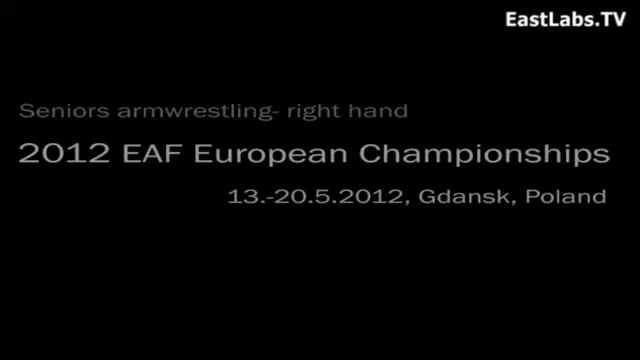 EastLabs.TV
Seniors armwrestling- right hand
2012 EAF European Championships
13.-20.5.2012, Gdansk, Poland